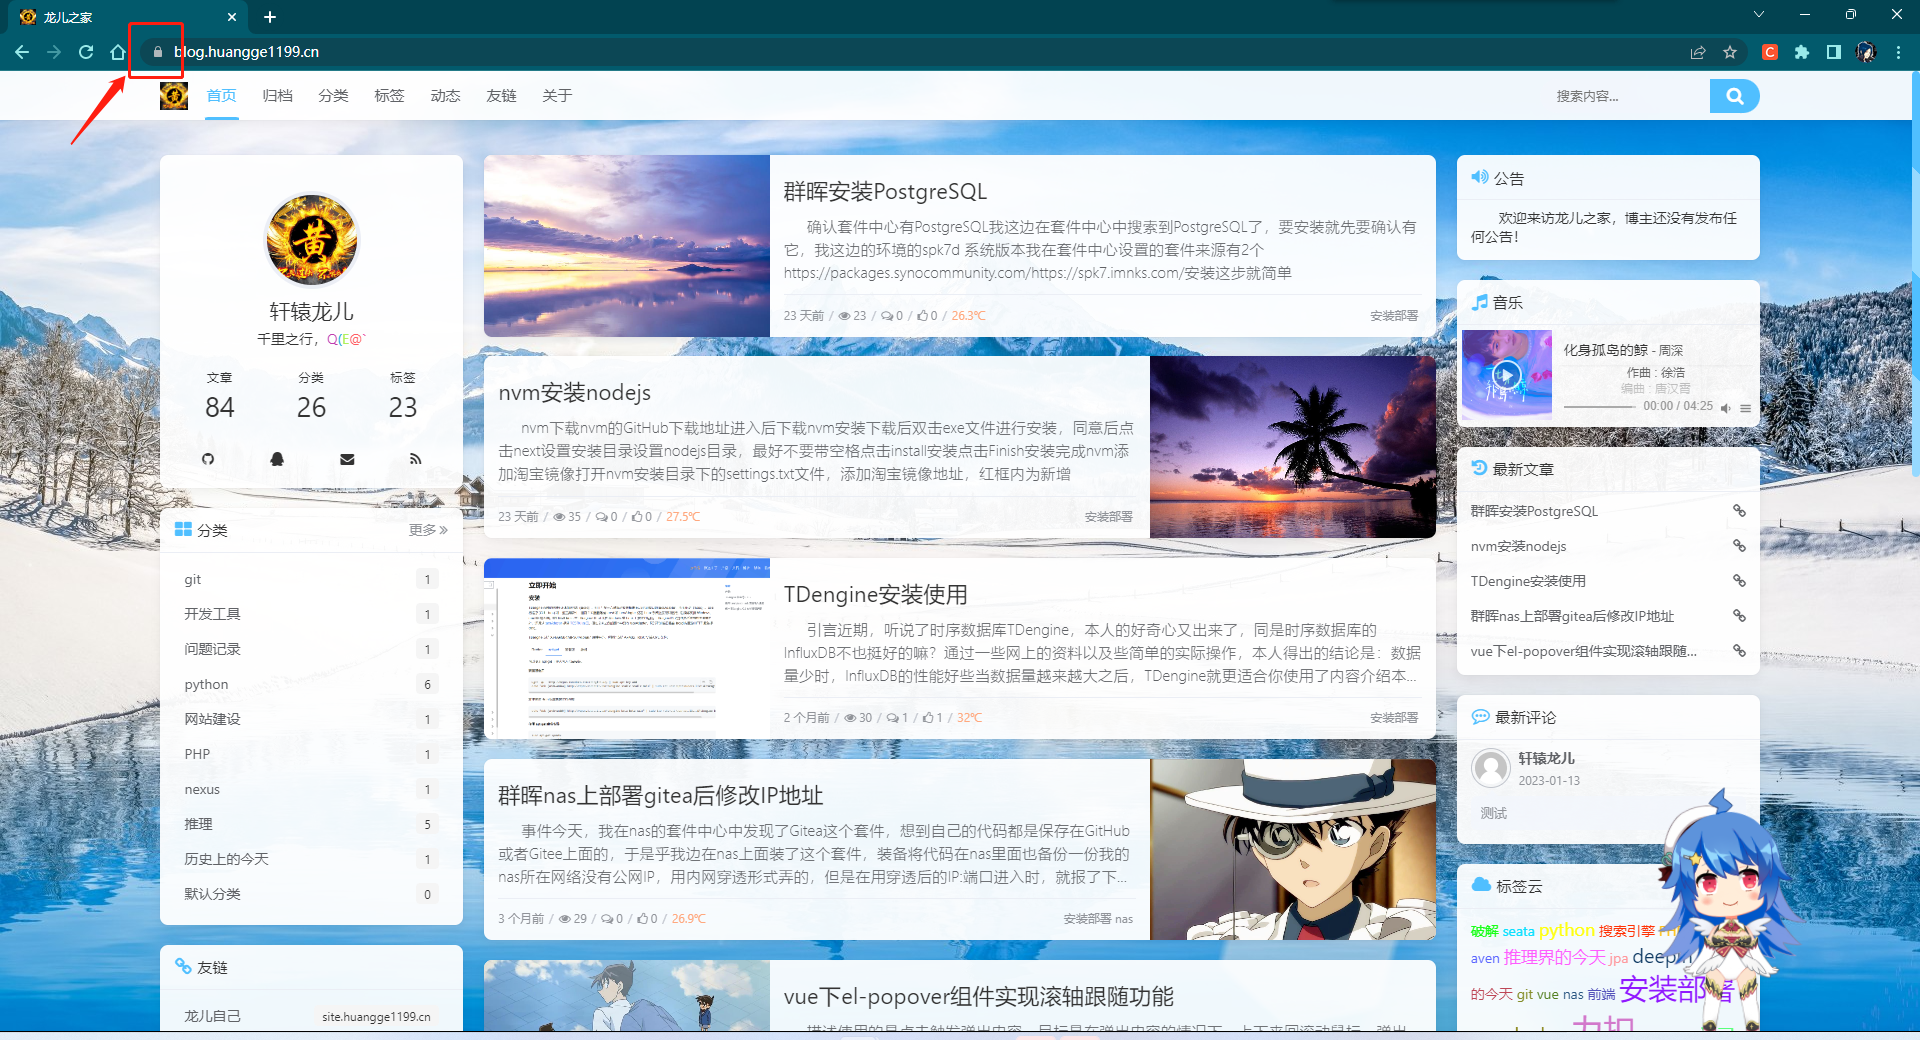 龙儿之家
blog.huangge1199.cn
首页 归档 分类 标签 动态 友链 关于
搜索内容...
轩辕龙儿
千里之行，Q(E@`
文章 分类 标签
84 26 23
分类 更多
git 1
开发工具 1
问题记录 1
python 6
网站建设 1
PHP 1
nexus 1
推理 5
历史上的今天 1
默认分类 0
友链
龙儿自己 site.huangge1199.cn
群晖安装PostgreSQL
确认套件中心有PostgreSQL我这边在套件中心中搜索到PostgreSQL了，要安装就先要确认有
它，我这边的环境的spk7d 系统版本我在套件中心设置的套件来源有2个
https://packages.synocommunity.com/https://spk7.imnks.com/安装这步就简单
23 天前 / 23 / 0 / 0 / 26.3℃ 安装部署
nvm安装nodejs
nvm下载nvm的GitHub下载地址进入后下载nvm安装下载后双击exe文件进行安装，同意后点
击next设置安装目录设置nodejs目录，最好不要带空格点击install安装点击Finish安装完成nvm添
加淘宝镜像打开nvm安装目录下的settings.txt文件，添加淘宝镜像地址，红框内为新增
23 天前 / 35 / 0 / 0 / 27.5℃ 安装部署
立即开始
安装
TDengine安装使用
引言近期，听说了时序数据库TDengine，本人的好奇心又出来了，同是时序数据库的
InfluxDB不也挺好的嘛？通过一些网上的资料以及些简单的实际操作，本人得出的结论是：数据
量少时，InfluxDB的性能好些当数据量越来越大之后，TDengine就更适合你使用了内容介绍本...
2 个月前 / 30 / 1 / 1 / 32℃ 安装部署
群晖nas上部署gitea后修改IP地址
事件今天，我在nas的套件中心中发现了Gitea这个套件，想到自己的代码都是保存在GitHub
或者Gitee上面的，于是乎我边在nas上面装了这个套件，装备将代码在nas里面也备份一份我的
nas所在网络没有公网IP，用内网穿透形式弄的，但是在用穿透后的IP:端口进入时，就报了下...
3 个月前 / 29 / 0 / 0 / 26.9℃ 安装部署 nas
vue下el-popover组件实现滚轴跟随功能
公告
欢迎来访龙儿之家，博主还没有发布任
何公告！
音乐
化身孤岛的鲸 - 周深
作曲 : 徐浩
编曲 : 唐汉霄
00:00 / 04:25
最新文章
群晖安装PostgreSQL
nvm安装nodejs
TDengine安装使用
群晖nas上部署gitea后修改IP地址
vue下el-popover组件实现滚轴跟随...
最新评论
轩辕龙儿
2023-01-13
测试
标签云
破解 seata python 搜索引擎
aven 推理界的今天 jpa deepin
的今天 git vue nas 前端 安装部署
力扣